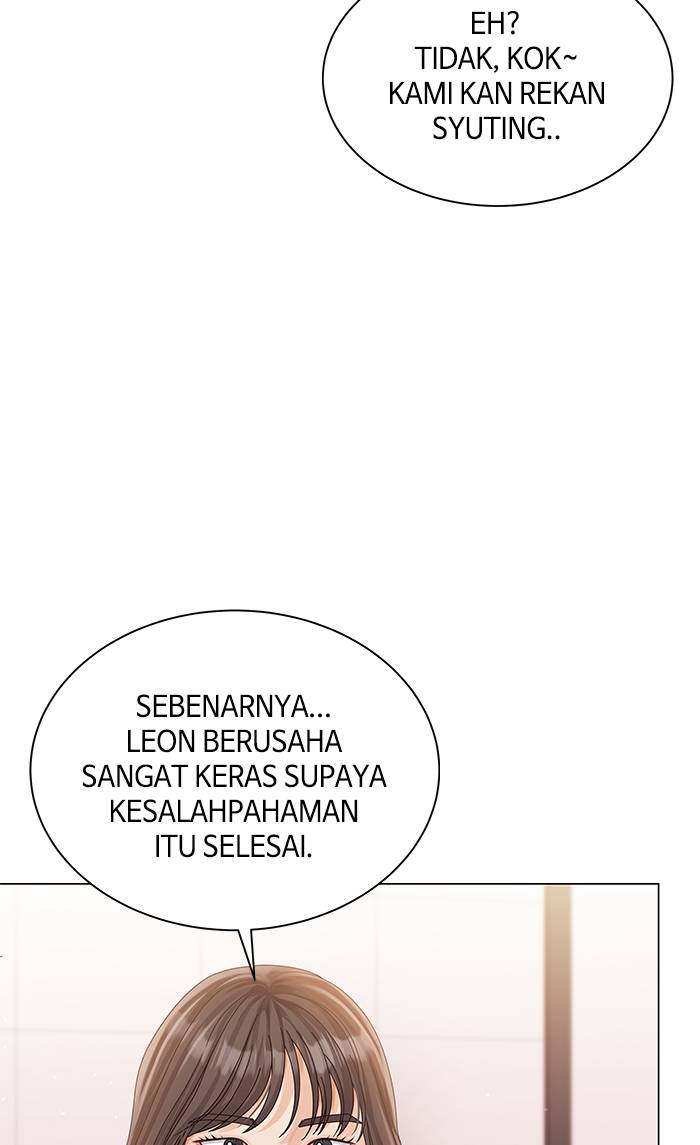 EH?
TIDAK, KOK~
KAMI KAN REKAN
SYUTING..
SEBENARNYA...
LEON BERUSAHA
SANGAT KERAS SUPAYA
KESALAHPAHAMAN
ITU SELESAI.